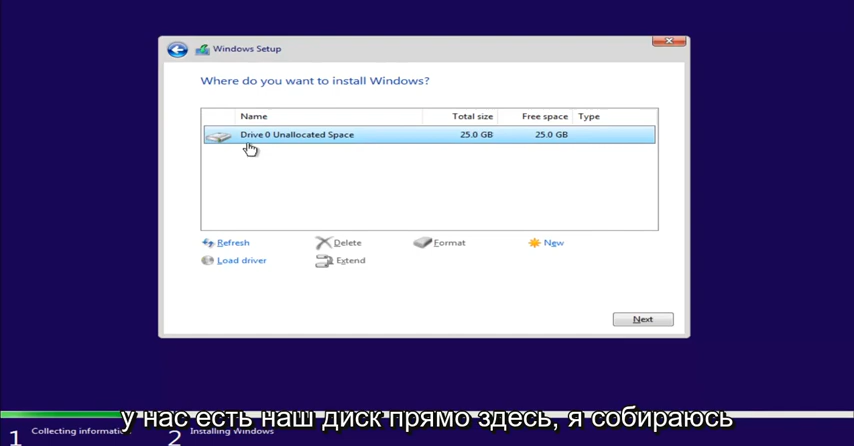 Windows Setup
Where do you want to install Windows?
Name Total size Free space Type
Drive 0 Unallocated Space 25.0 GB 25.0 GB
Refresh Delete Format New
Load driver Extend
Next
у нас есть наш диск прямо здесь, я собираюсь
1 Collecting information 2 Installing Windows